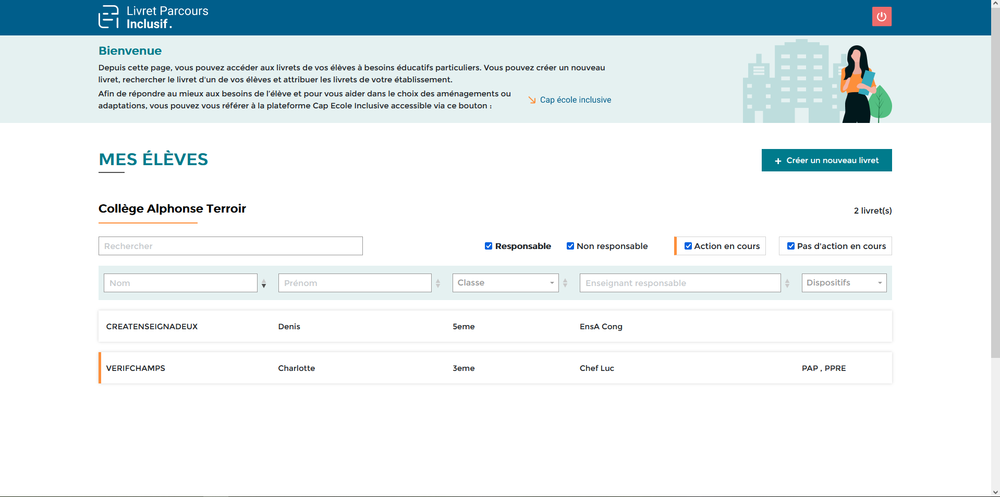 Livret Parcours
Inclusif.
Bienvenue
Depuis cette page, vous pouvez accéder aux livrets de vos élèves à besoins éducatifs particuliers. Vous pouvez créer un nouveau
livret, rechercher le livret d'un de vos élèves et attribuer les livrets de votre établissement.
Afin de répondre au mieux aux besoins de l'élève et pour vous aider dans le choix des aménagements ou
adaptations, vous pouvez vous référer à la plateforme Cap Ecole Inclusive accessible via ce bouton :
Cap école inclusive
MES ÉLÈVES
+ Créer un nouveau livret
Collège Alphonse Terroir
2 livret(s)
Rechercher Responsable Non responsable Action en cours Pas d'action en cours
Nom Prénom Classe Enseignant responsable Dispositifs
CREATENSEIGNADEUX Denis 5eme EnsA Cong
VERIFCHAMPS Charlotte 3eme Chef Luc PAP , PPRE